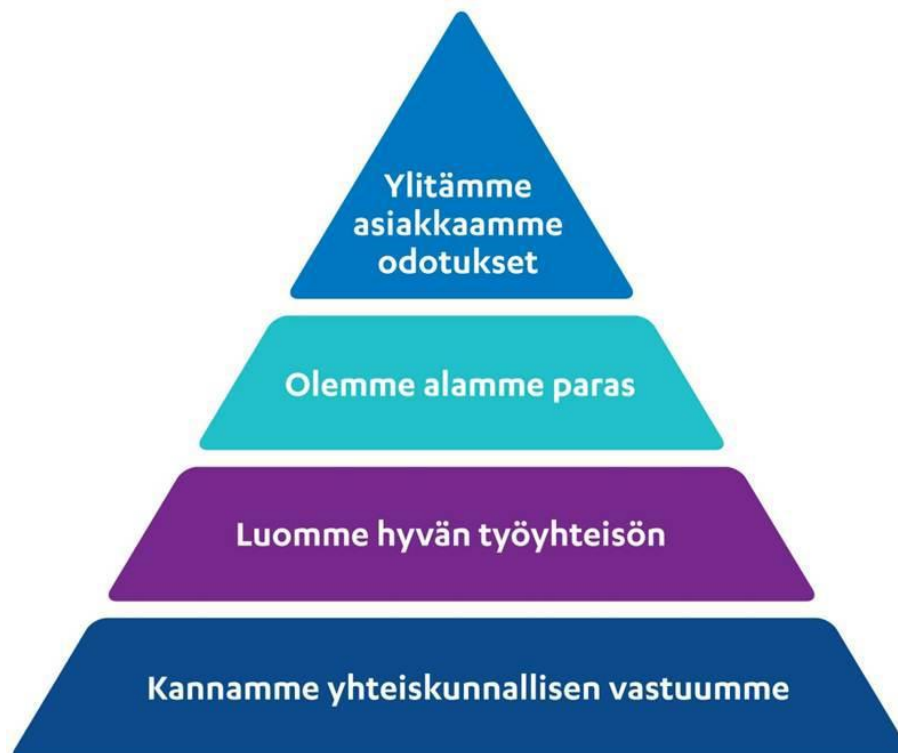 Ylitämme
asiakkaamme
odotukset
Olemme alamme paras
Luomme hyvän työyhteisön
Kannamme yhteiskunnallisen vastuumme